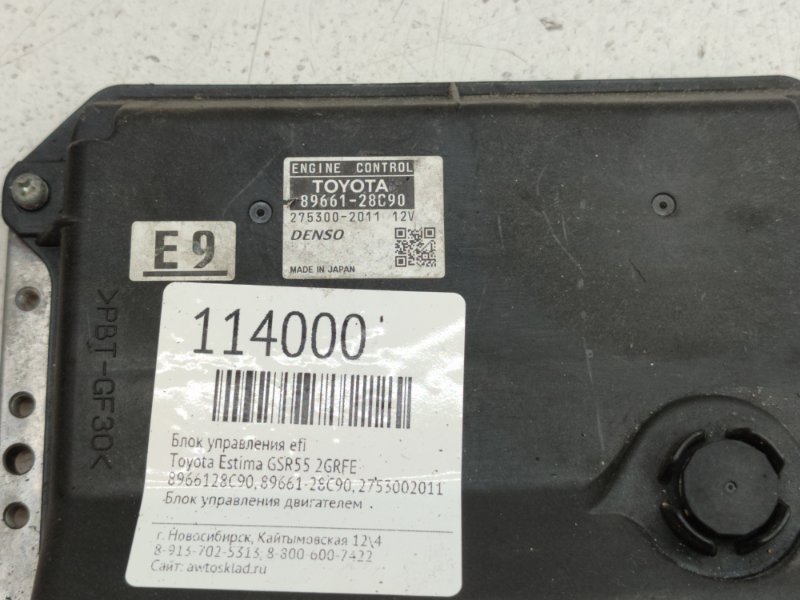 ENGINE CONTROL
TOYOTA
89661-28C90
275300-2011 12V
DENSO
MADE IN JAPAN
E9
>PBT-GF30<
114000
Блок управления efi
Toyota Estima GSR55 2GRFE
8966128C90, 89661-28C90, 2753002011
Блок управления двигателем
г. Новосибирск, Кайтымовская 12\4
8-913-702-5313, 8-800-600-7422
Сайт: awtosklad.ru